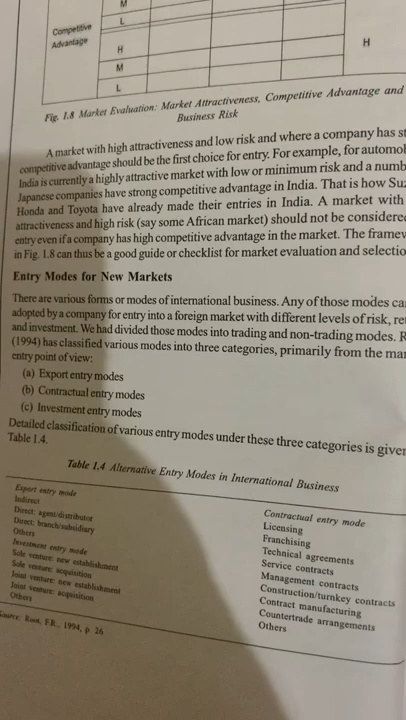 M
L
Competitive
Advantage
H
M
L
H
Fig. 1.8 Market Evaluation: Market Attractiveness, Competitive Advantage and
Business Risk
A market with high attractiveness and low risk and where a company has st
competitive advantage should be the first choice for entry. For example, for automol
India is currently a highly attractive market with low or minimum risk and a numb
Japanese companies have strong competitive advantage in India. That is how Suz
Honda and Toyota have already made their entries in India. A market with
attractiveness and high risk (say some African market) should not be considered
entry even if a company has high competitive advantage in the market. The framew
in Fig. 1.8 can thus be a good guide or checklist for market evaluation and selectio
Entry Modes for New Markets
There are various forms or modes of international business. Any of those modes ca
adopted by a company for entry into a foreign market with different levels of risk, re
and investment. We had divided those modes into trading and non-trading modes. R
(1994) has classified various modes into three categories, primarily from the mar
entry point of view:
(a) Export entry modes
(b) Contractual entry modes
(c) Investment entry modes
Detailed classification of various entry modes under these three categories is given
Table 1.4.
Table 1.4 Alternative Entry Modes in International Business
Export entry mode
Indirect
Direct: agent/distributor
Direct: branch/subsidiary
Others
Investment entry mode
Sole venture: new establishment
Sole venture: acquisition
Joint venture: new establishment
Joint venture: acquisition
Others
Contractual entry mode
Licensing
Franchising
Technical agreements
Service contracts
Management contracts
Construction/turnkey contracts
Contract manufacturing
Countertrade arrangements
Others
Source: Root, F.R., 1994, p. 26